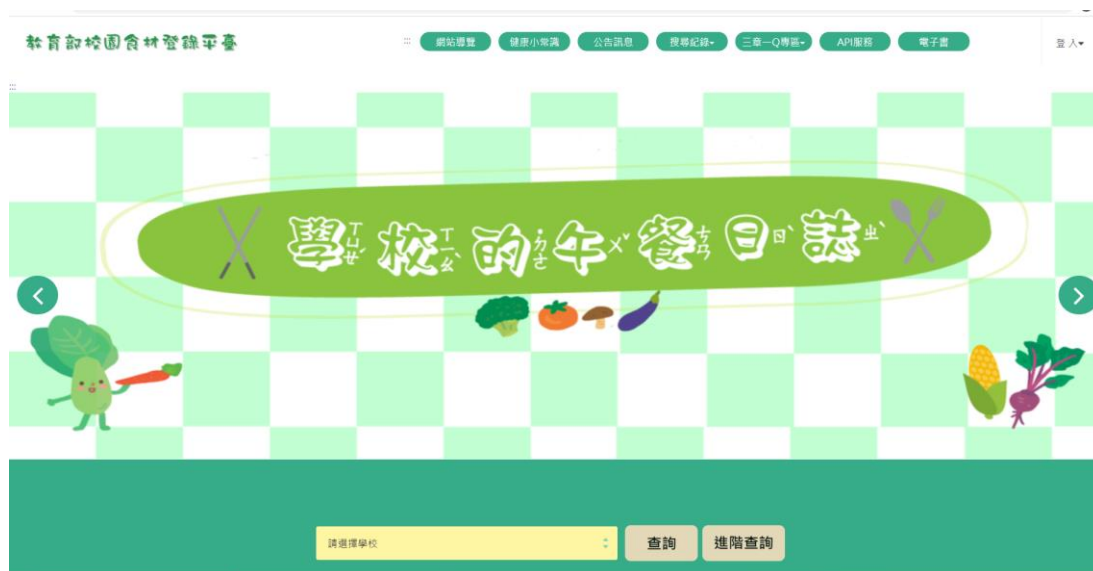 教育部校園食材登錄平臺
::: 網站導覽 健康小常識 公告訊息 搜尋紀錄 三章一Q專區 API服務 電子書 登入
:::
學ㄒㄩㄝˊ 校ㄒㄧㄠˋ 的ㄉㄜ˙ 午ㄨˇ 餐ㄘㄢ 日ㄖˋ 誌ㄓˋ
請選擇學校 查詢 進階查詢